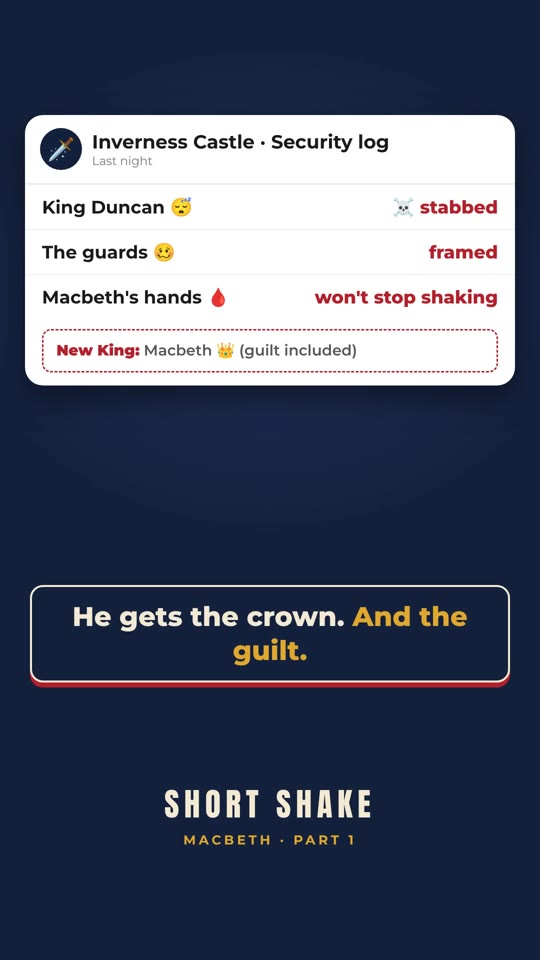 Inverness Castle · Security log
Last night
King Duncan 😴 ☠️ stabbed
The guards 🥴 framed
Macbeth's hands 🩸 won't stop shaking
New King: Macbeth 👑 (guilt included)
He gets the crown. And the
guilt.
SHORT SHAKE
MACBETH · PART 1